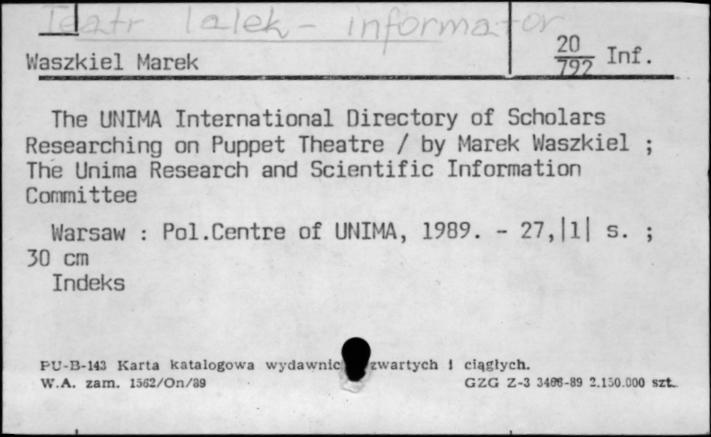 Teatr lalek - informator
Waszkiel Marek
20
792 Inf.
The UNIMA International Directory of Scholars
Researching on Puppet Theatre / by Marek Waszkiel ;
The Unima Research and Scientific Information
Committee
Warsaw : Pol.Centre of UNIMA, 1989. - 27,|1| s. ;
30 cm
Indeks
PU-B-143 Karta katalogowa wydawnic zwartych i ciągłych.
W.A. zam. 1562/On/89 GZG Z-3 3486-89 2.150.000 szt.